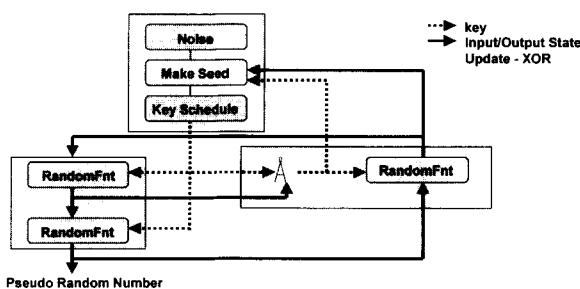 Noise
Make Seed
Key Schedule
key
Input/Output State
Update - XOR
RandomFnt
A
RandomFnt
RandomFnt
Pseudo Random Number